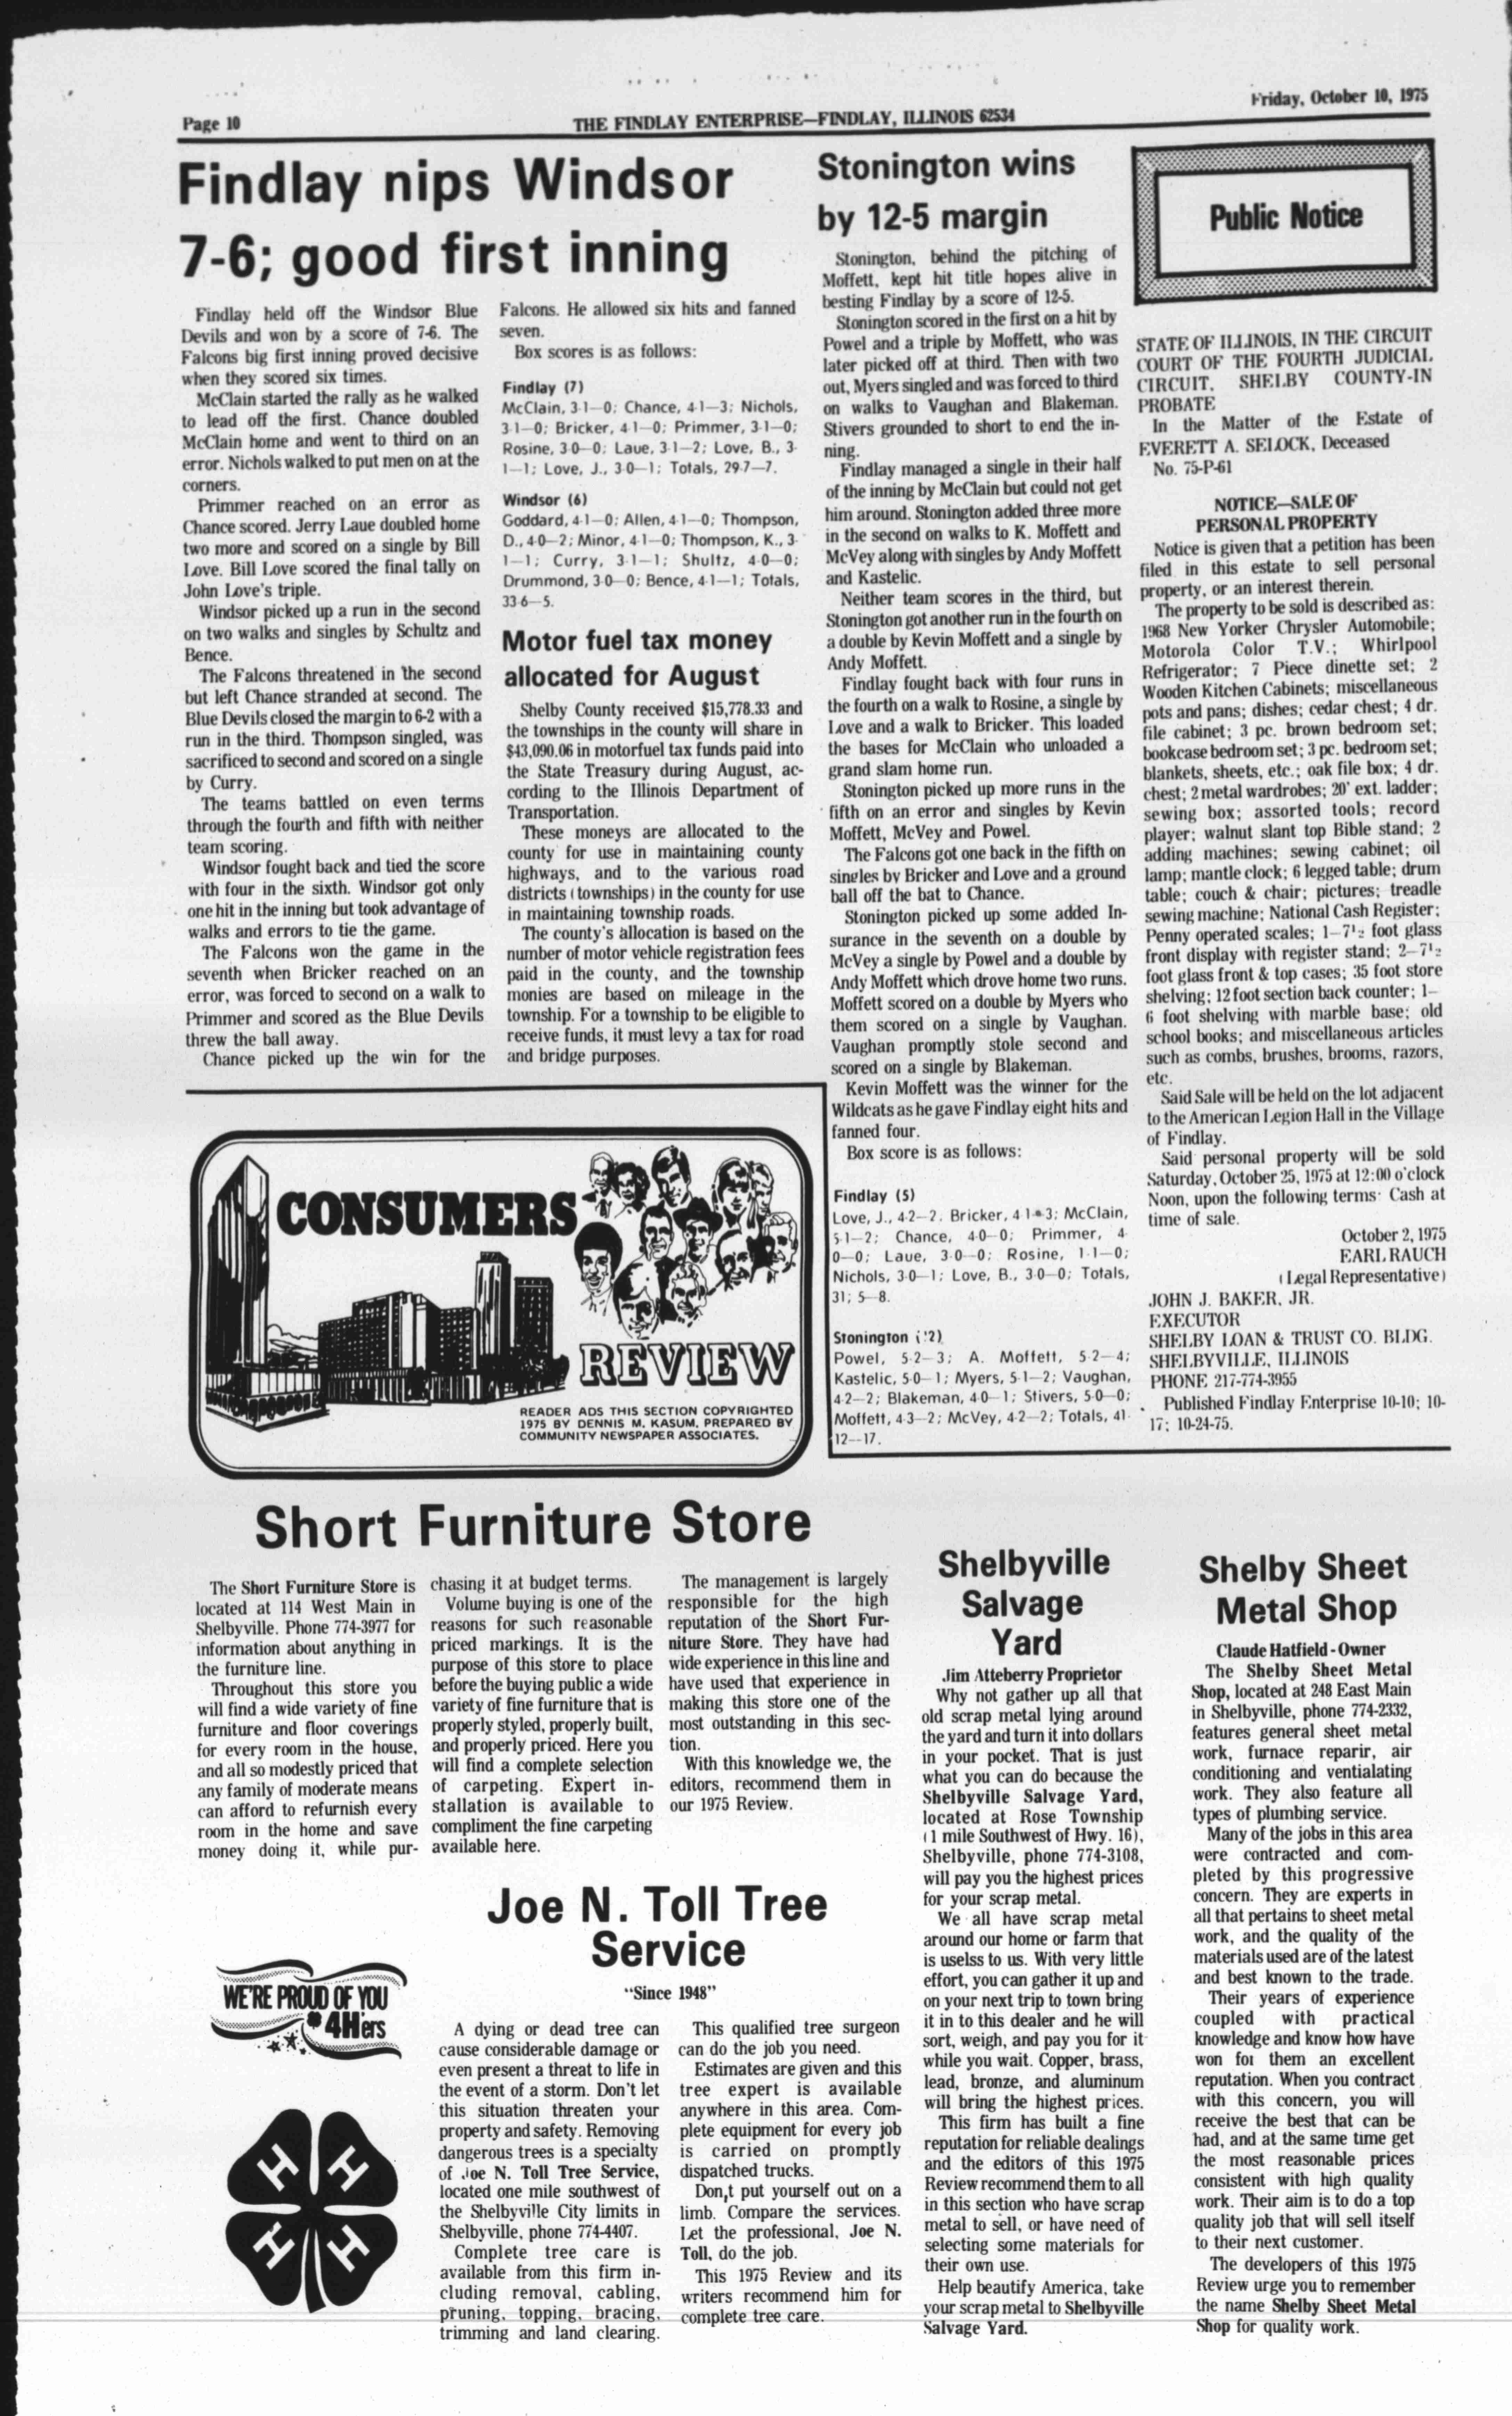 Page 10
THE FINDLAY ENTERPRISE—FINDLAY, ILLINOIS 62534
Friday, October 10, 1975
Findlay nips Windsor
7-6; good first inning
Findlay held off the Windsor Blue
Devils and won by a score of 7-6. The
Falcons big first inning proved decisive
when they scored six times.
McClain started the rally as he walked
to lead off the first. Chance doubled
McClain home and went to third on an
error. Nichols walked to put men on at the
corners.
Primmer reached on an error as
Chance scored. Jerry Laue doubled home
two more and scored on a single by Bill
Love. Bill Love scored the final tally on
John Love's triple.
Windsor picked up a run in the second
on two walks and singles by Schultz and
Bence.
The Falcons threatened in the second
but left Chance stranded at second. The
Blue Devils closed the margin to 6-2 with a
run in the third. Thompson singled, was
sacrificed to second and scored on a single
by Curry.
The teams battled on even terms
through the fourth and fifth with neither
team scoring.
Windsor fought back and tied the score
with four in the sixth. Windsor got only
one hit in the inning but took advantage of
walks and errors to tie the game.
The Falcons won the game in the
seventh when Bricker reached on an
error, was forced to second on a walk to
Primmer and scored as the Blue Devils
threw the ball away.
Chance picked up the win for the
Falcons. He allowed six hits and fanned
seven.
Box scores is as follows:
Findlay (7)
McClain, 3-1—0; Chance, 4-1—3; Nichols,
3-1—0; Bricker, 4-1—0; Primmer, 3-1—0;
Rosine, 3-0—0; Laue, 3-1—2; Love, B., 3-
1—1; Love, J., 3-0—1; Totals, 29-7—7.
Windsor (6)
Goddard, 4-1—0; Allen, 4-1—0; Thompson,
D., 4-0—2; Minor, 4-1—0; Thompson, K., 3-
1—1; Curry, 3-1—1; Shultz, 4-0—0;
Drummond, 3-0—0; Bence, 4-1—1; Totals,
33-6—5.
Motor fuel tax money
allocated for August
Shelby County received $15,778.33 and
the townships in the county will share in
$43,090.06 in motorfuel tax funds paid into
the State Treasury during August, ac-
cording to the Illinois Department of
Transportation.
These moneys are allocated to the
county for use in maintaining county
highways, and to the various road
districts (townships) in the county for use
in maintaining township roads.
The county's allocation is based on the
number of motor vehicle registration fees
paid in the county, and the township
monies are based on mileage in the
township. For a township to be eligible to
receive funds, it must levy a tax for road
and bridge purposes.
Stonington wins
by 12-5 margin
Stonington, behind the pitching of
Moffett, kept hit title hopes alive in
besting Findlay by a score of 12-5.
Stonington scored in the first on a hit by
Powel and a triple by Moffett, who was
later picked off at third. Then with two
out, Myers singled and was forced to third
on walks to Vaughan and Blakeman.
Stivers grounded to short to end the in-
ning.
Findlay managed a single in their half
of the inning by McClain but could not get
him around. Stonington added three more
in the second on walks to K. Moffett and
McVey along with singles by Andy Moffett
and Kastelic.
Neither team scores in the third, but
Stonington got another run in the fourth on
a double by Kevin Moffett and a single by
Andy Moffett.
Findlay fought back with four runs in
the fourth on a walk to Rosine, a single by
Love and a walk to Bricker. This loaded
the bases for McClain who unloaded a
grand slam home run.
Stonington picked up more runs in the
fifth on an error and singles by Kevin
Moffett, McVey and Powel.
The Falcons got one back in the fifth on
singles by Bricker and Love and a ground
ball off the bat to Chance.
Stonington picked up some added In-
surance in the seventh on a double by
McVey a single by Powel and a double by
Andy Moffett which drove home two runs.
Moffett scored on a double by Myers who
them scored on a single by Vaughan.
Vaughan promptly stole second and
scored on a single by Blakeman.
Kevin Moffett was the winner for the
Wildcats as he gave Findlay eight hits and
fanned four.
Box score is as follows:
Findlay (5)
Love, J., 4-2—2. Bricker, 4 1 3; McClain,
5-1—2; Chance, 4-0—0; Primmer, 4-
0—0; Laue, 3-0—0; Rosine, 1-1—0;
Nichols, 3-0—1; Love, B., 3-0—0; Totals,
31; 5—8.
Stonington (12)
Powel, 5-2—3; A. Moffett, 5-2—4;
Kastelic, 5-0—1; Myers, 5-1—2; Vaughan,
4-2—2; Blakeman, 4-0—1; Stivers, 5-0—0;
Moffett, 4-3—2; McVey, 4-2—2; Totals, 41-
12—17.
Public Notice
STATE OF ILLINOIS, IN THE CIRCUIT
COURT OF THE FOURTH JUDICIAL
CIRCUIT, SHELBY COUNTY-IN
PROBATE
In the Matter of the Estate of
EVERETT A. SELOCK, Deceased
No. 75-P-61
NOTICE—SALE OF
PERSONAL PROPERTY
Notice is given that a petition has been
filed in this estate to sell personal
property, or an interest therein.
The property to be sold is described as:
1968 New Yorker Chrysler Automobile;
Motorola Color T.V.; Whirlpool
Refrigerator; 7 Piece dinette set; 2
Wooden Kitchen Cabinets; miscellaneous
pots and pans; dishes; cedar chest; 4 dr.
file cabinet; 3 pc. brown bedroom set;
bookcase bedroom set; 3 pc. bedroom set;
blankets, sheets, etc.; oak file box; 4 dr.
chest; 2 metal wardrobes; 20' ext. ladder;
sewing box; assorted tools; record
player; walnut slant top Bible stand; 2
adding machines; sewing cabinet; oil
lamp; mantle clock; 6 legged table; drum
table; couch & chair; pictures; treadle
sewing machine; National Cash Register;
Penny operated scales; 1—7½ foot glass
front display with register stand; 2—7½
foot glass front & top cases; 35 foot store
shelving; 12 foot section back counter; 1—
6 foot shelving with marble base; old
school books; and miscellaneous articles
such as combs, brushes, brooms, razors,
etc.
Said Sale will be held on the lot adjacent
to the American Legion Hall in the Village
of Findlay.
Said personal property will be sold
Saturday, October 25, 1975 at 12:00 o'clock
Noon, upon the following terms: Cash at
time of sale.
October 2, 1975
EARL RAUCH
(Legal Representative)
JOHN J. BAKER, JR.
EXECUTOR
SHELBY LOAN & TRUST CO. BLDG.
SHELBYVILLE, ILLINOIS
PHONE 217-774-3955
Published Findlay Enterprise 10-10; 10-
17; 10-24-75.
CONSUMERS
REVIEW
READER ADS THIS SECTION COPYRIGHTED
1975 BY DENNIS M. KASUM, PREPARED BY
COMMUNITY NEWSPAPER ASSOCIATES.
Short Furniture Store
The Short Furniture Store is
located at 114 West Main in
Shelbyville. Phone 774-3977 for
information about anything in
the furniture line.
Throughout this store you
will find a wide variety of fine
furniture and floor coverings
for every room in the house,
and all so modestly priced that
any family of moderate means
can afford to refurnish every
room in the home and save
money doing it, while pur-
chasing it at budget terms.
Volume buying is one of the
reasons for such reasonable
priced markings. It is the
purpose of this store to place
before the buying public a wide
variety of fine furniture that is
properly styled, properly built,
and properly priced. Here you
will find a complete selection
of carpeting. Expert in-
stallation is available to
compliment the fine carpeting
available here.
The management is largely
responsible for the high
reputation of the Short Fur-
niture Store. They have had
wide experience in this line and
have used that experience in
making this store one of the
most outstanding in this sec-
tion.
With this knowledge we, the
editors, recommend them in
our 1975 Review.
WE'RE PROUD OF YOU
4Hers
H H
H H
Joe N. Toll Tree
Service
"Since 1948"
A dying or dead tree can
cause considerable damage or
even present a threat to life in
the event of a storm. Don't let
this situation threaten your
property and safety. Removing
dangerous trees is a specialty
of Joe N. Toll Tree Service,
located one mile southwest of
the Shelbyville City limits in
Shelbyville, phone 774-4407.
Complete tree care is
available from this firm in-
cluding removal, cabling,
pruning, topping, bracing,
trimming and land clearing.
This qualified tree surgeon
can do the job you need.
Estimates are given and this
tree expert is available
anywhere in this area. Com-
plete equipment for every job
is carried on promptly
dispatched trucks.
Don,t put yourself out on a
limb. Compare the services.
Let the professional, Joe N.
Toll, do the job.
This 1975 Review and its
writers recommend him for
complete tree care.
Shelbyville
Salvage
Yard
Jim Atteberry Proprietor
Why not gather up all that
old scrap metal lying around
the yard and turn it into dollars
in your pocket. That is just
what you can do because the
Shelbyville Salvage Yard,
located at Rose Township
(1 mile Southwest of Hwy. 16),
Shelbyville, phone 774-3108,
will pay you the highest prices
for your scrap metal.
We all have scrap metal
around our home or farm that
is uselss to us. With very little
effort, you can gather it up and
on your next trip to town bring
it in to this dealer and he will
sort, weigh, and pay you for it
while you wait. Copper, brass,
lead, bronze, and aluminum
will bring the highest prices.
This firm has built a fine
reputation for reliable dealings
and the editors of this 1975
Review recommend them to all
in this section who have scrap
metal to sell, or have need of
selecting some materials for
their own use.
Help beautify America, take
your scrap metal to Shelbyville
Salvage Yard.
Shelby Sheet
Metal Shop
Claude Hatfield - Owner
The Shelby Sheet Metal
Shop, located at 248 East Main
in Shelbyville, phone 774-2332,
features general sheet metal
work, furnace reparir, air
conditioning and ventialating
work. They also feature all
types of plumbing service.
Many of the jobs in this area
were contracted and com-
pleted by this progressive
concern. They are experts in
all that pertains to sheet metal
work, and the quality of the
materials used are of the latest
and best known to the trade.
Their years of experience
coupled with practical
knowledge and know how have
won for them an excellent
reputation. When you contract
with this concern, you will
receive the best that can be
had, and at the same time get
the most reasonable prices
consistent with high quality
work. Their aim is to do a top
quality job that will sell itself
to their next customer.
The developers of this 1975
Review urge you to remember
the name Shelby Sheet Metal
Shop for quality work.